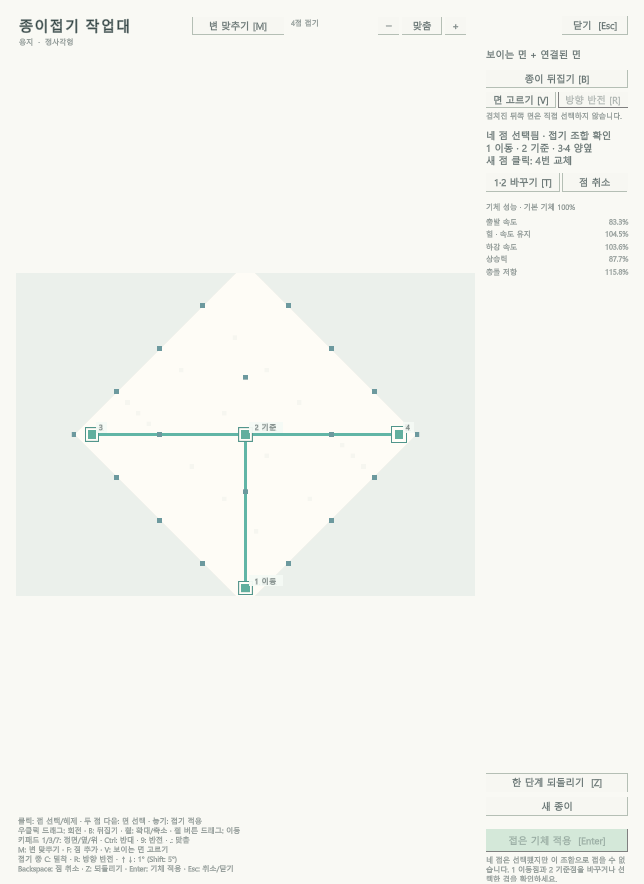 종이접기 작업대
용지 · 정사각형
변 맞추기 [M]
4점 접기
−
맞춤
+
닫기 [Esc]
보이는 면 + 연결된 면
종이 뒤집기 [B]
면 고르기 [V]
방향 반전 [R]
겹쳐진 뒤쪽 면은 직접 선택하지 않습니다.
네 점 선택됨 · 접기 조합 확인
1 이동 · 2 기준 · 3·4 양옆
새 점 클릭: 4번 교체
1·2 바꾸기 [T]
점 취소
기체 성능 · 기본 기체 100%
출발 속도 83.3%
힘 · 속도 유지 104.5%
하강 속도 103.6%
상승력 87.7%
충돌 저항 115.8%
3
2 기준
4
1 이동
한 단계 되돌리기 [Z]
새 종이
접은 기체 적용 [Enter]
네 점은 선택했지만 이 조합으로 접을 수 없
습니다. 1 이동점과 2 기준점을 바꾸거나 선
택한 점을 확인하세요.
클릭: 점 선택/해제 · 두 점 다음: 면 선택 · 놓기: 접기 적용
우클릭 드래그: 회전 · B: 뒤집기 · 휠: 확대/축소 · 휠 버튼 드래그: 이동
키패드 1/3/7: 정면/옆/위 · Ctrl: 반대 · 9: 반전 · .: 맞춤
M: 변 맞추기 · F: 점 추가 · V: 보이는 면 고르기
접기 중 C: 밀착 · R: 방향 반전 · ↑↓: 1° (Shift: 5°)
Backspace: 점 취소 · Z: 되돌리기 · Enter: 기체 적용 · Esc: 취소/닫기